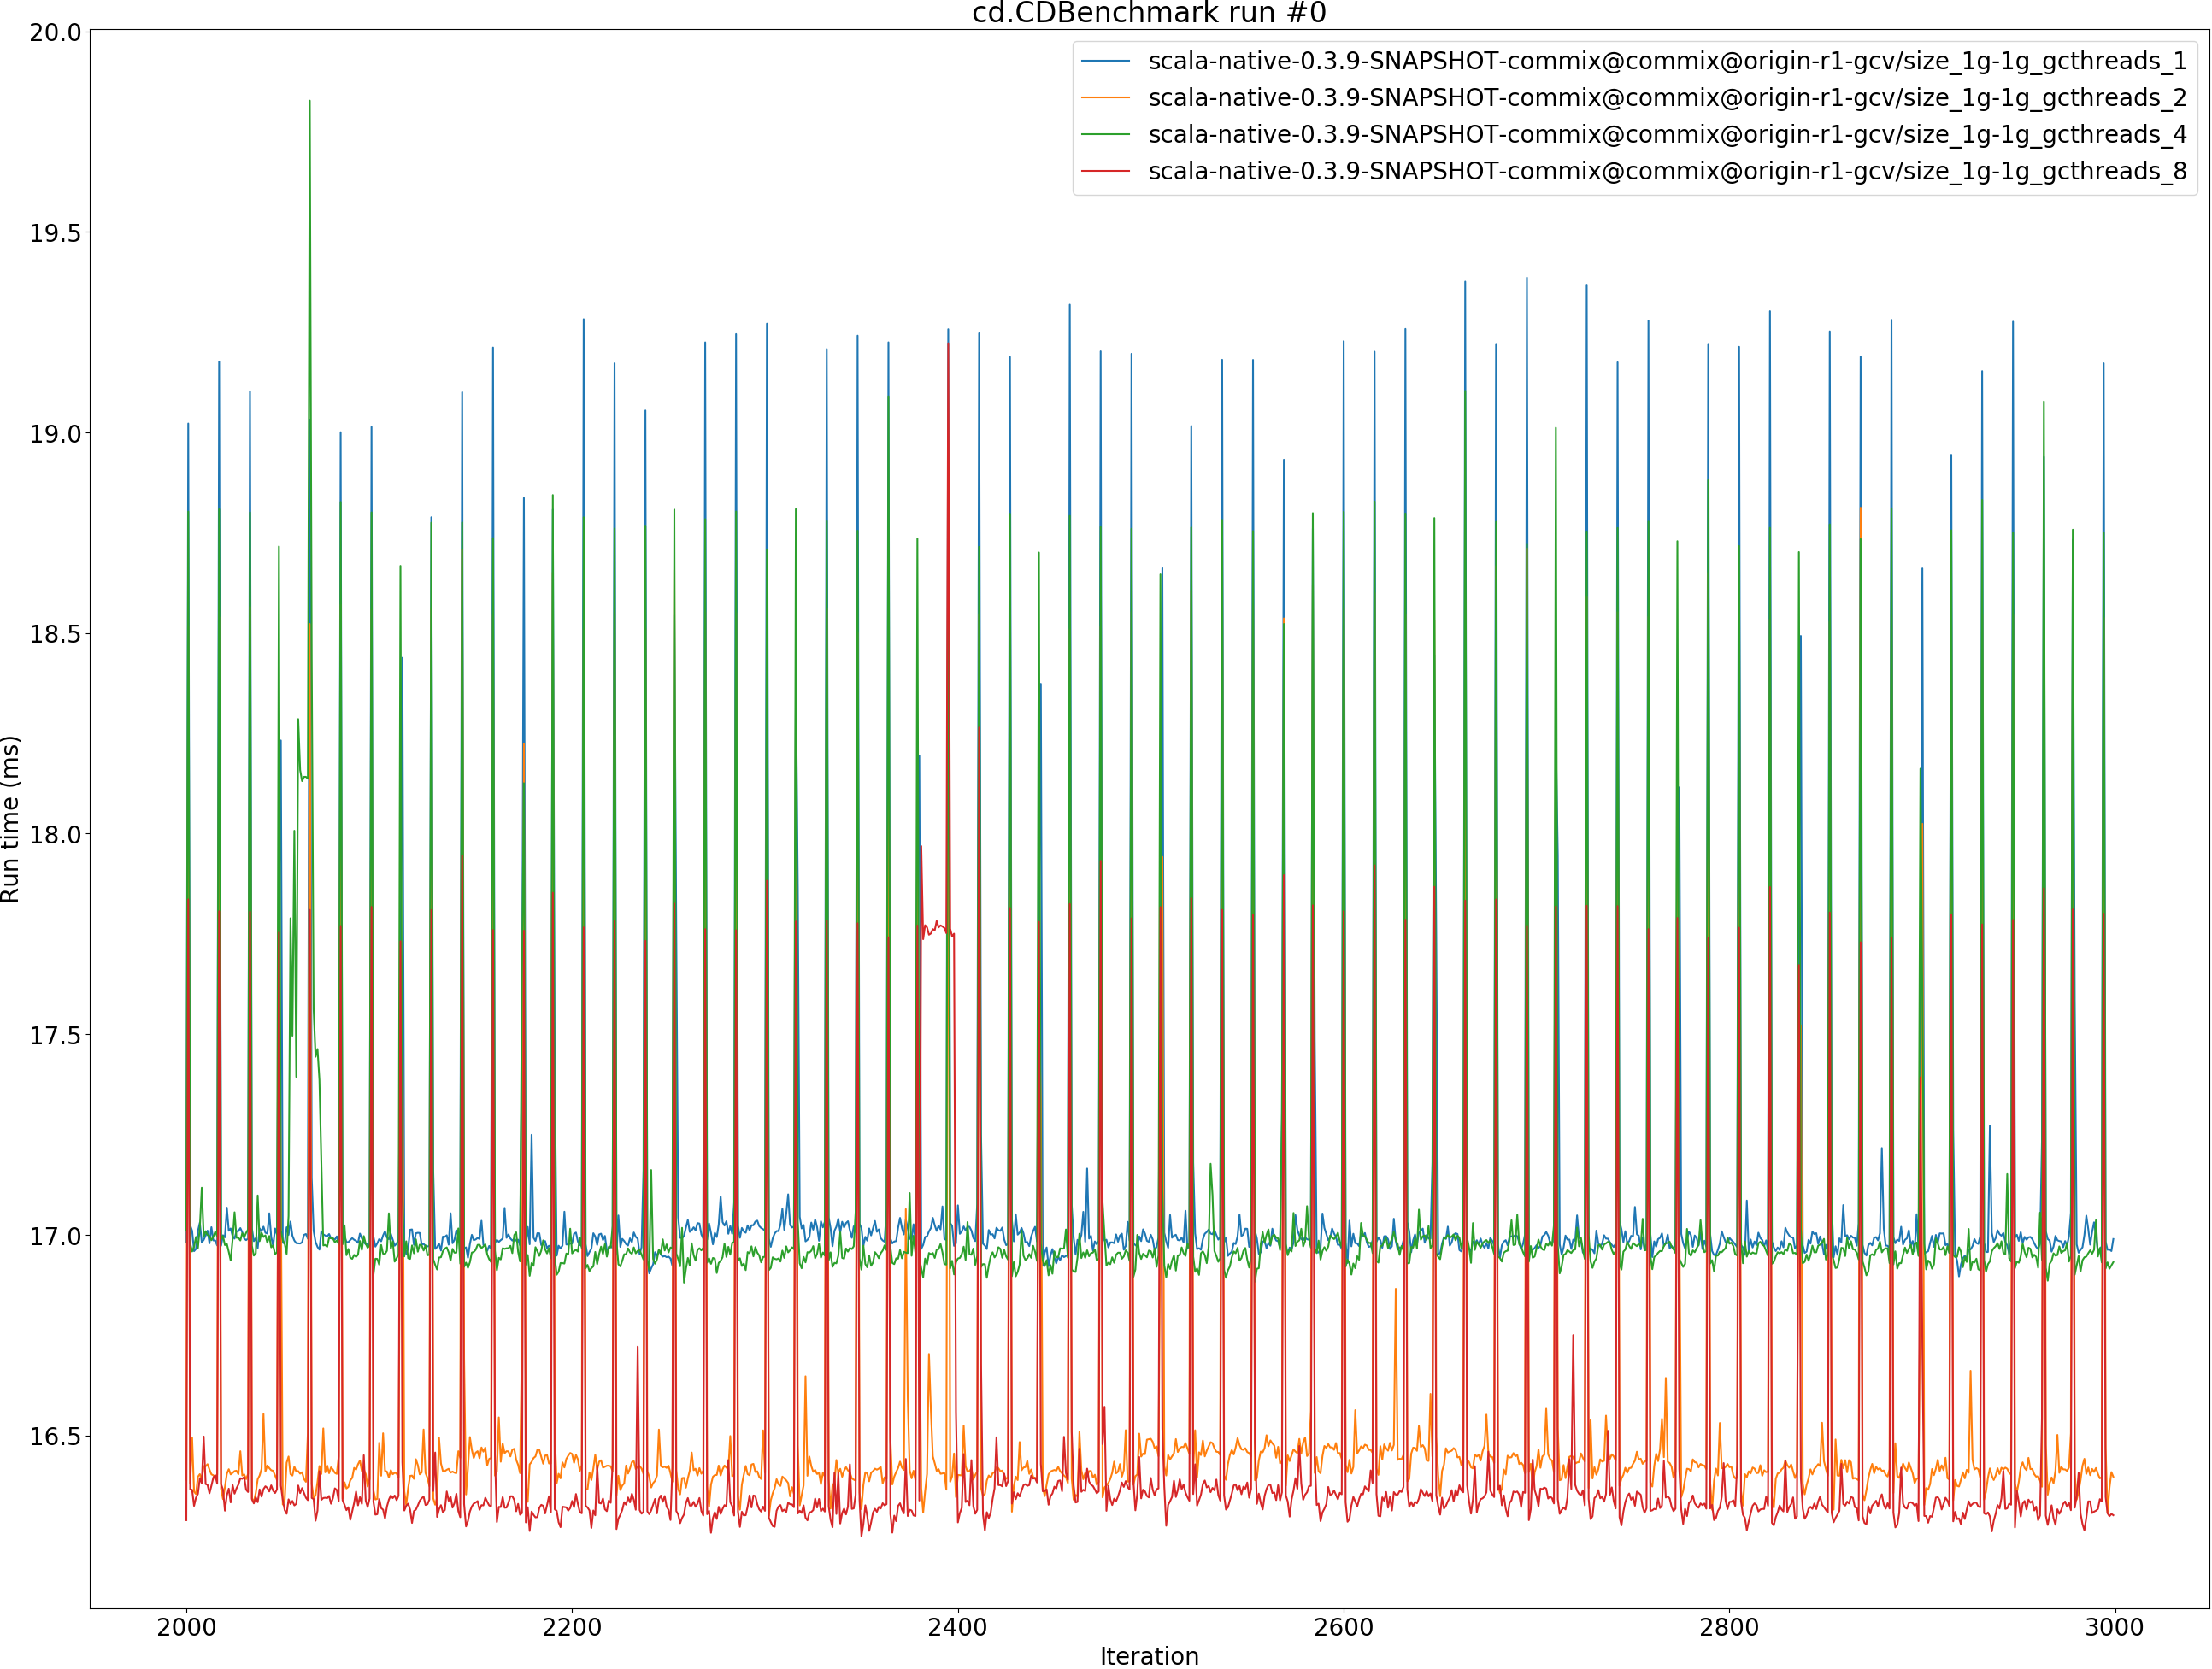 cd.CDBenchmark run #0
scala-native-0.3.9-SNAPSHOT-commix@commix@origin-r1-gcv/size_1g-1g_gcthreads_1
scala-native-0.3.9-SNAPSHOT-commix@commix@origin-r1-gcv/size_1g-1g_gcthreads_2
scala-native-0.3.9-SNAPSHOT-commix@commix@origin-r1-gcv/size_1g-1g_gcthreads_4
scala-native-0.3.9-SNAPSHOT-commix@commix@origin-r1-gcv/size_1g-1g_gcthreads_8
Run time (ms)
20.0
19.5
19.0
18.5
18.0
17.5
17.0
16.5
2000 2200 2400 2600 2800 3000
Iteration